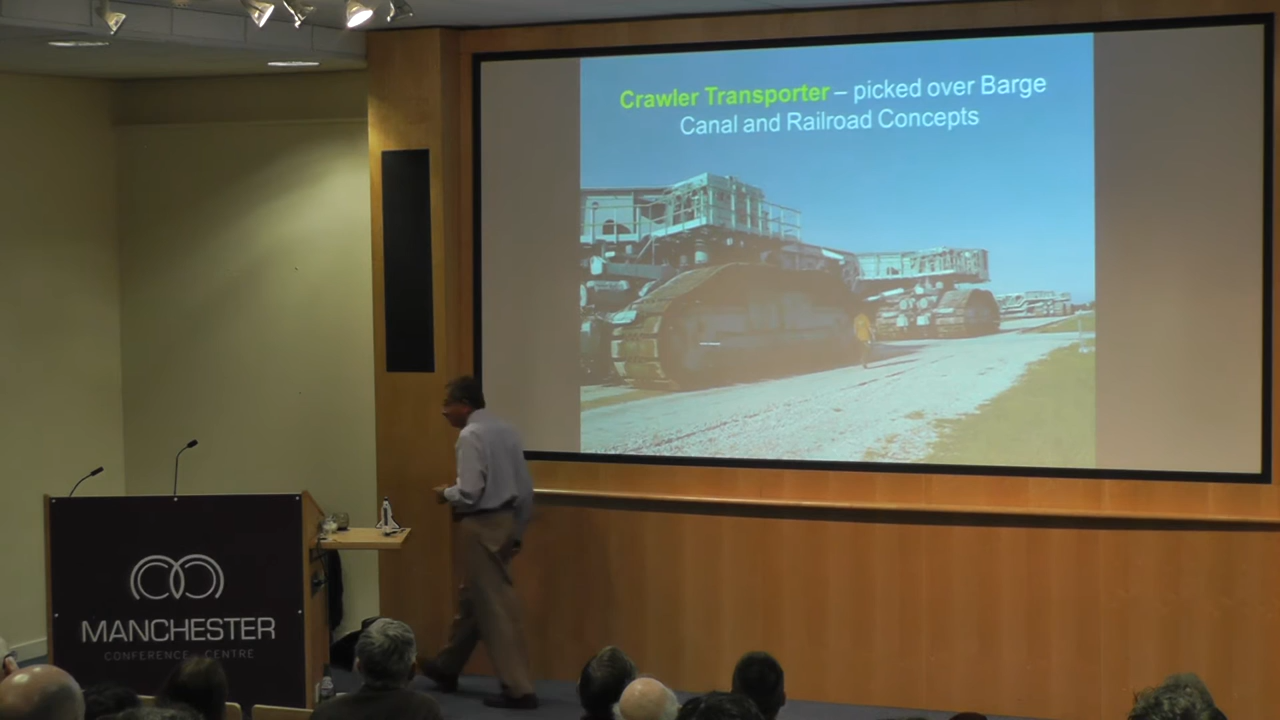 Crawler Transporter – picked over Barge
Canal and Railroad Concepts
MANCHESTER
CONFERENCE CENTRE